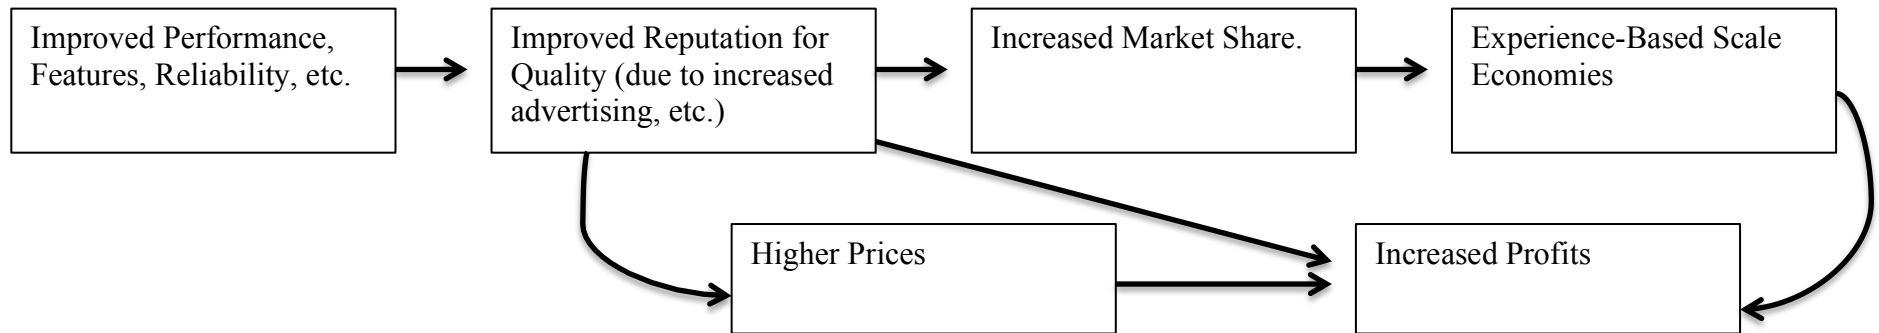 Improved Performance,
Features, Reliability, etc.
Improved Reputation for
Quality (due to increased
advertising, etc.)
Increased Market Share.
Experience-Based Scale
Economies
Higher Prices
Increased Profits